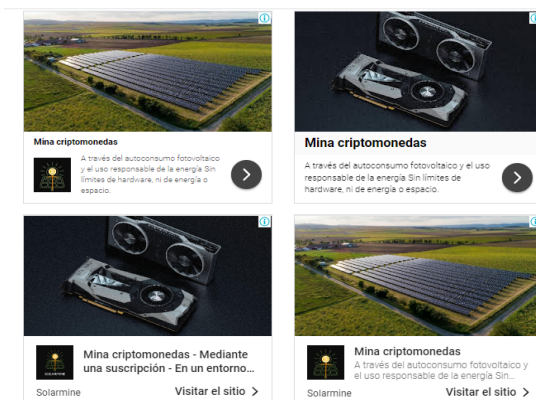 Mina criptomonedas
A través del autoconsumo fotovoltaico
y el uso responsable de la energía Sin
límites de hardware, ni de energía o
espacio.
Mina criptomonedas
A través del autoconsumo fotovoltaico y el uso
responsable de la energía Sin límites de
hardware, ni de energía o espacio.
SOLARMINE
Mina criptomonedas - Mediante
una suscripción - En un entorno...
Solarmine
Visitar el sitio
Mina criptomonedas
A través del autoconsumo fotovoltaico y
el uso responsable de la energía Sin...
Solarmine
Visitar el sitio